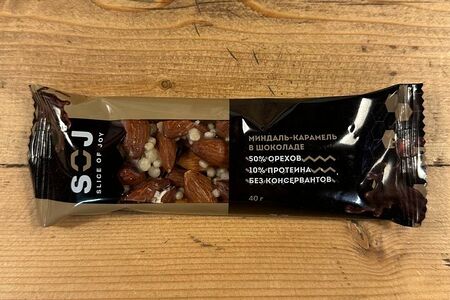 SOJ
SLICE OF JOY
МИНДАЛЬ-КАРАМЕЛЬ
В ШОКОЛАДЕ
50% ОРЕХОВ
10% ПРОТЕИНА
БЕЗ КОНСЕРВАНТОВ
40 г